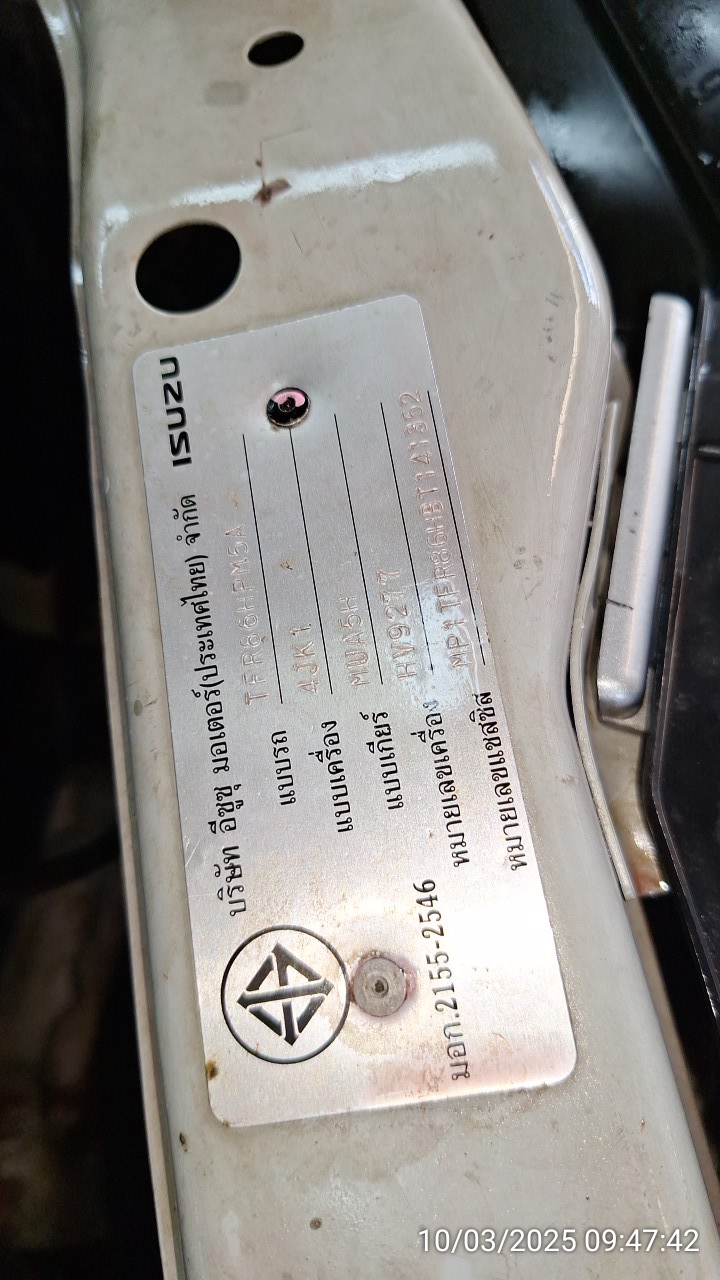 บริษัท อีซูซุ มอเตอร์(ประเทศไทย) จำกัด ISUZU
แบบรถ TFR86HPM5A
แบบเครื่อง 4JK1
แบบเกียร์ MUA5H
หมายเลขเครื่อง HV9277
หมายเลขแชสซีส์ MP1TFR86HBT141362
มอก.2155-2546
10/03/2025 09:47:42